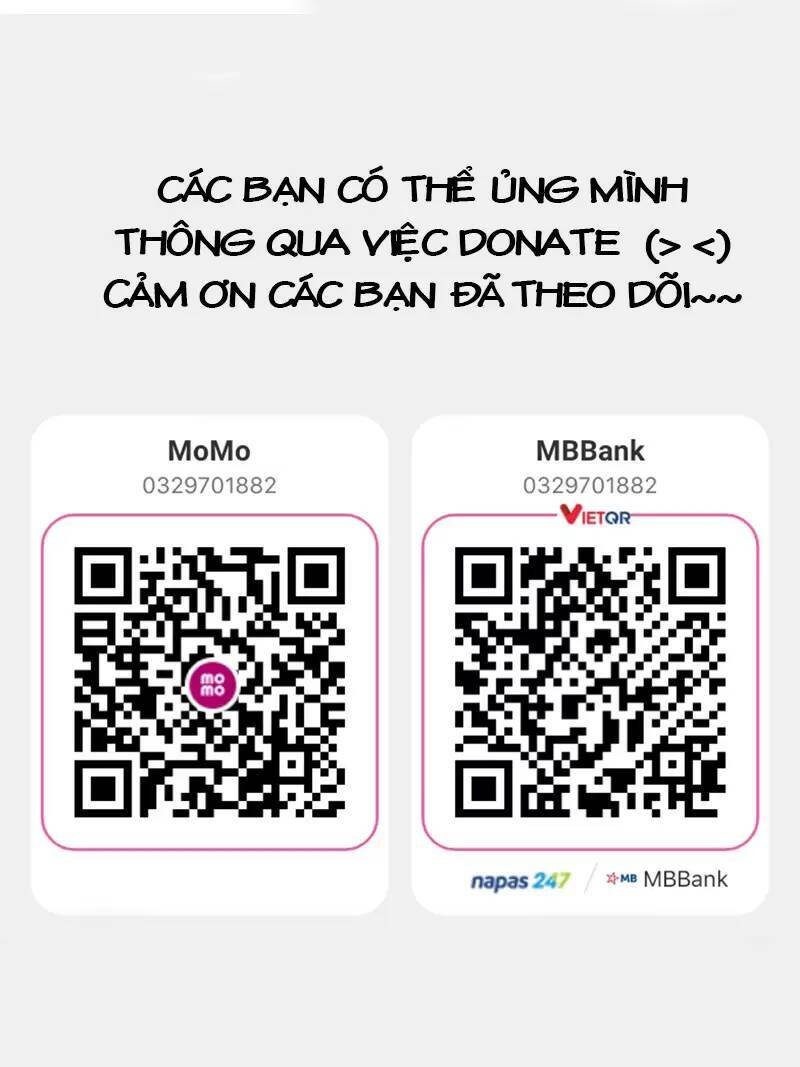 CÁC BẠN CÓ THỂ ỦNG MÌNH
THÔNG QUA VIỆC DONATE (> <)
CẢM ƠN CÁC BẠN ĐÃ THEO DÕI~~
MoMo
0329701882
mo
mo
MBBank
0329701882
VIETQR
napas 247 / MB MBBank